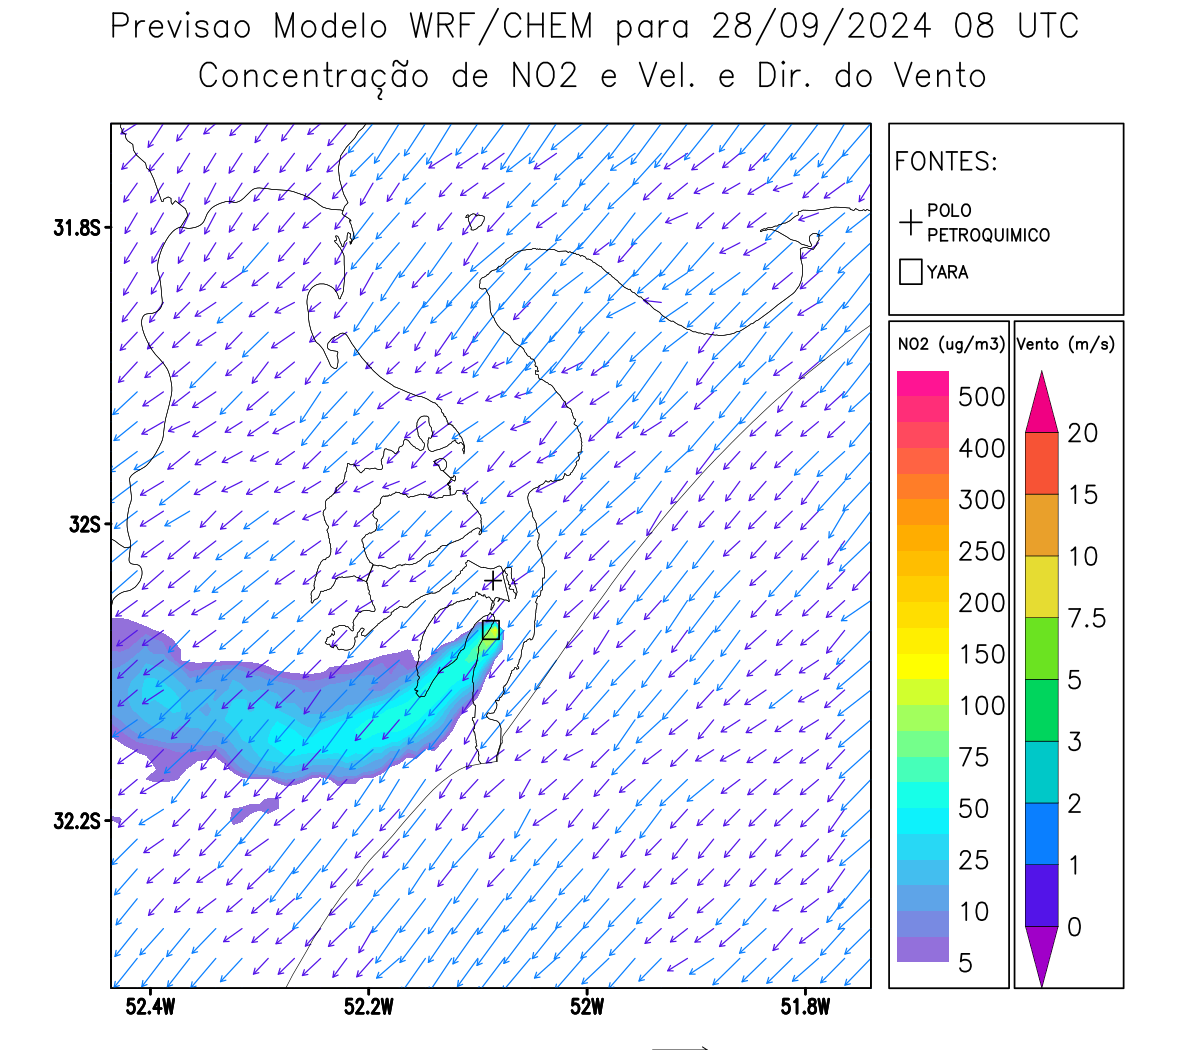 Previsao Modelo WRF/CHEM para 28/09/2024 08 UTC
Concentração de NO2 e Vel. e Dir. do Vento
FONTES:
POLO
PETROQUIMICO
YARA
NO2 (ug/m3)
500
400
300
250
200
150
100
75
50
25
10
5
Vento (m/s)
20
15
10
7.5
5
3
2
1
0
31.8S
32S
32.2S
52.4W
52.2W
52W
51.8W